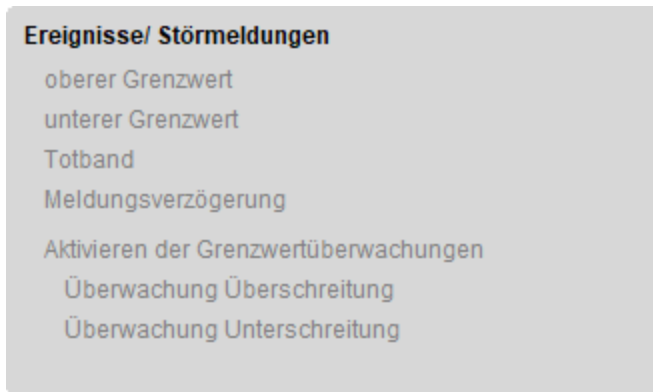 Ereignisse/ Störmeldungen
oberer Grenzwert
unterer Grenzwert
Totband
Meldungsverzögerung
Aktivieren der Grenzwertüberwachungen
Überwachung Überschreitung
Überwachung Unterschreitung